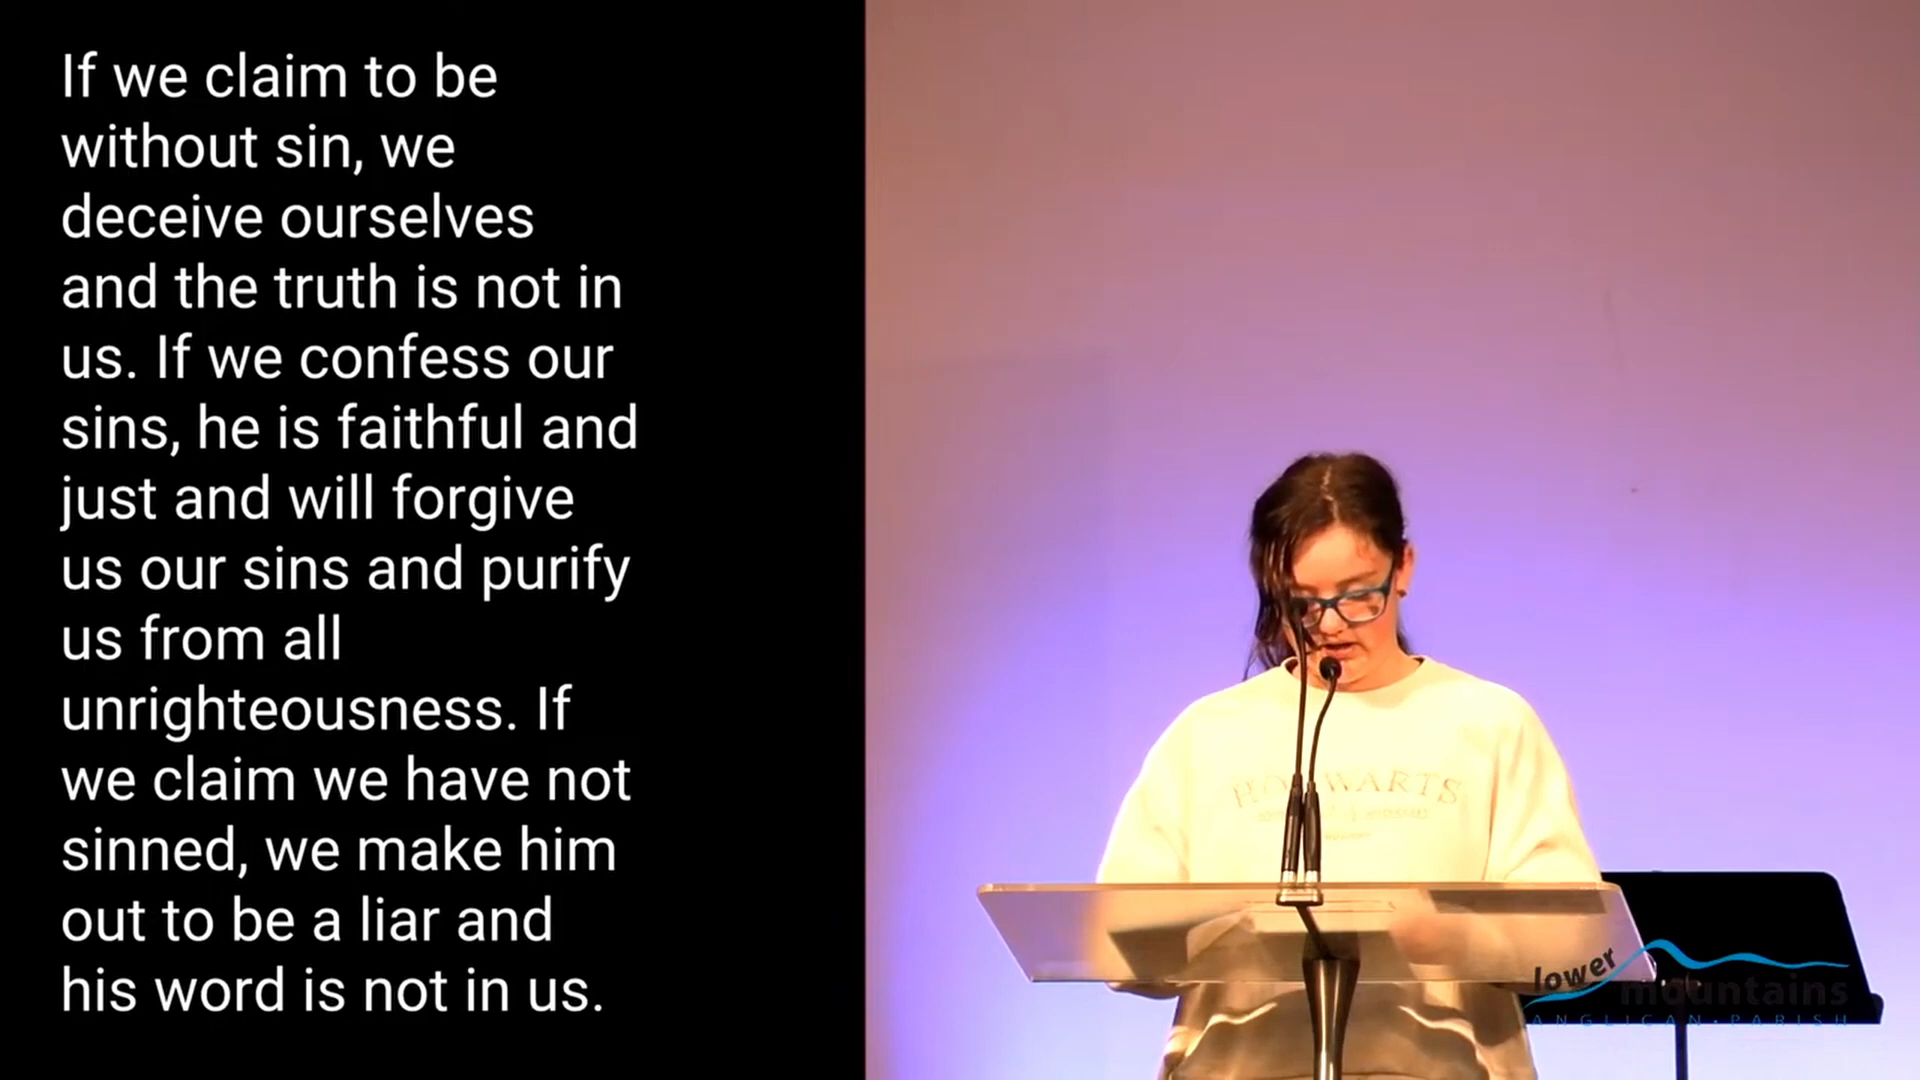 If we claim to be
without sin, we
deceive ourselves
and the truth is not in
us. If we confess our
sins, he is faithful and
just and will forgive
us our sins and purify
us from all
unrighteousness. If
we claim we have not
sinned, we make him
out to be a liar and
his word is not in us.
HOGWARTS
lower
mountains
ANGLICAN·PARISH